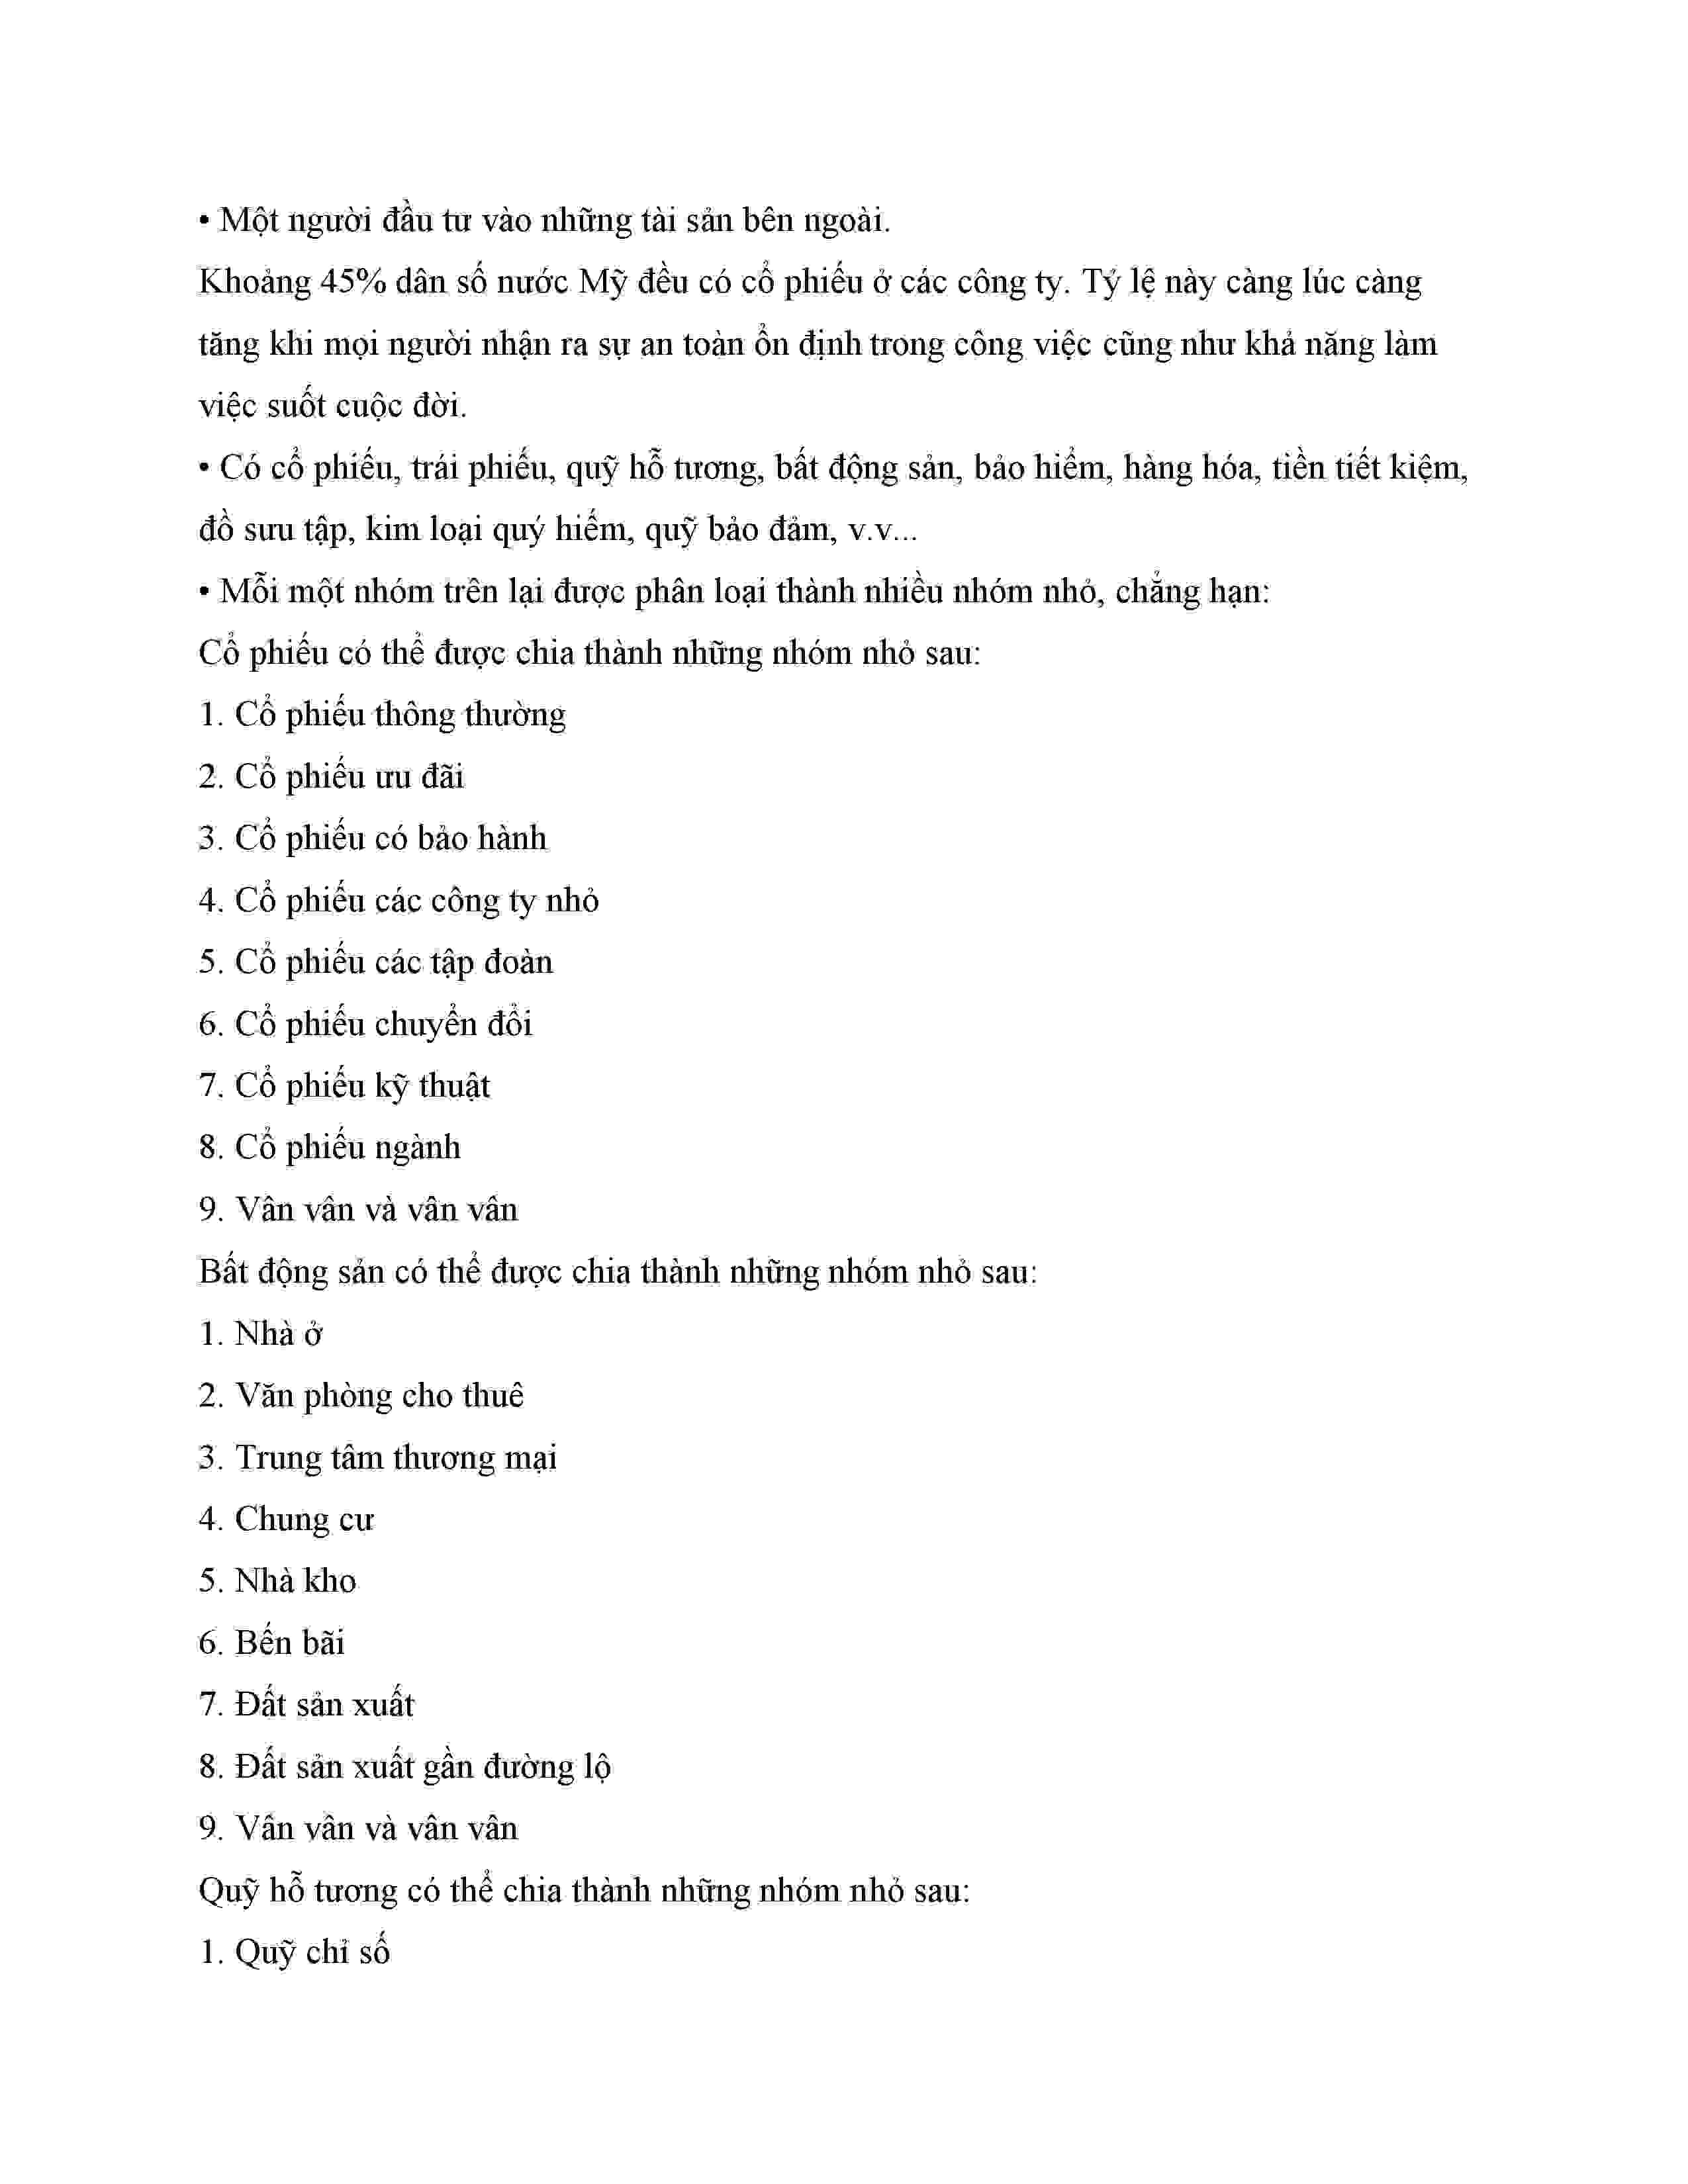 • Một người đầu tư vào những tài sản bên ngoài.
Khoảng 45% dân số nước Mỹ đều có cổ phiếu ở các công ty. Tỷ lệ này càng lúc càng
tăng khi mọi người nhận ra sự an toàn ổn định trong công việc cũng như khả năng làm
việc suốt cuộc đời.
• Có cổ phiếu, trái phiếu, quỹ hỗ tương, bất động sản, bảo hiểm, hàng hóa, tiền tiết kiệm,
đồ sưu tập, kim loại quý hiếm, quỹ bảo đảm, v.v...
• Mỗi một nhóm trên lại được phân loại thành nhiều nhóm nhỏ, chẳng hạn:
Cổ phiếu có thể được chia thành những nhóm nhỏ sau:
1. Cổ phiếu thông thường
2. Cổ phiếu ưu đãi
3. Cổ phiếu có bảo hành
4. Cổ phiếu các công ty nhỏ
5. Cổ phiếu các tập đoàn
6. Cổ phiếu chuyển đổi
7. Cổ phiếu kỹ thuật
8. Cổ phiếu ngành
9. Vân vân và vân vân
Bất động sản có thể được chia thành những nhóm nhỏ sau:
1. Nhà ở
2. Văn phòng cho thuê
3. Trung tâm thương mại
4. Chung cư
5. Nhà kho
6. Bến bãi
7. Đất sản xuất
8. Đất sản xuất gần đường lộ
9. Vân vân và vân vân
Quỹ hỗ tương có thể chia thành những nhóm nhỏ sau:
1. Quỹ chỉ số